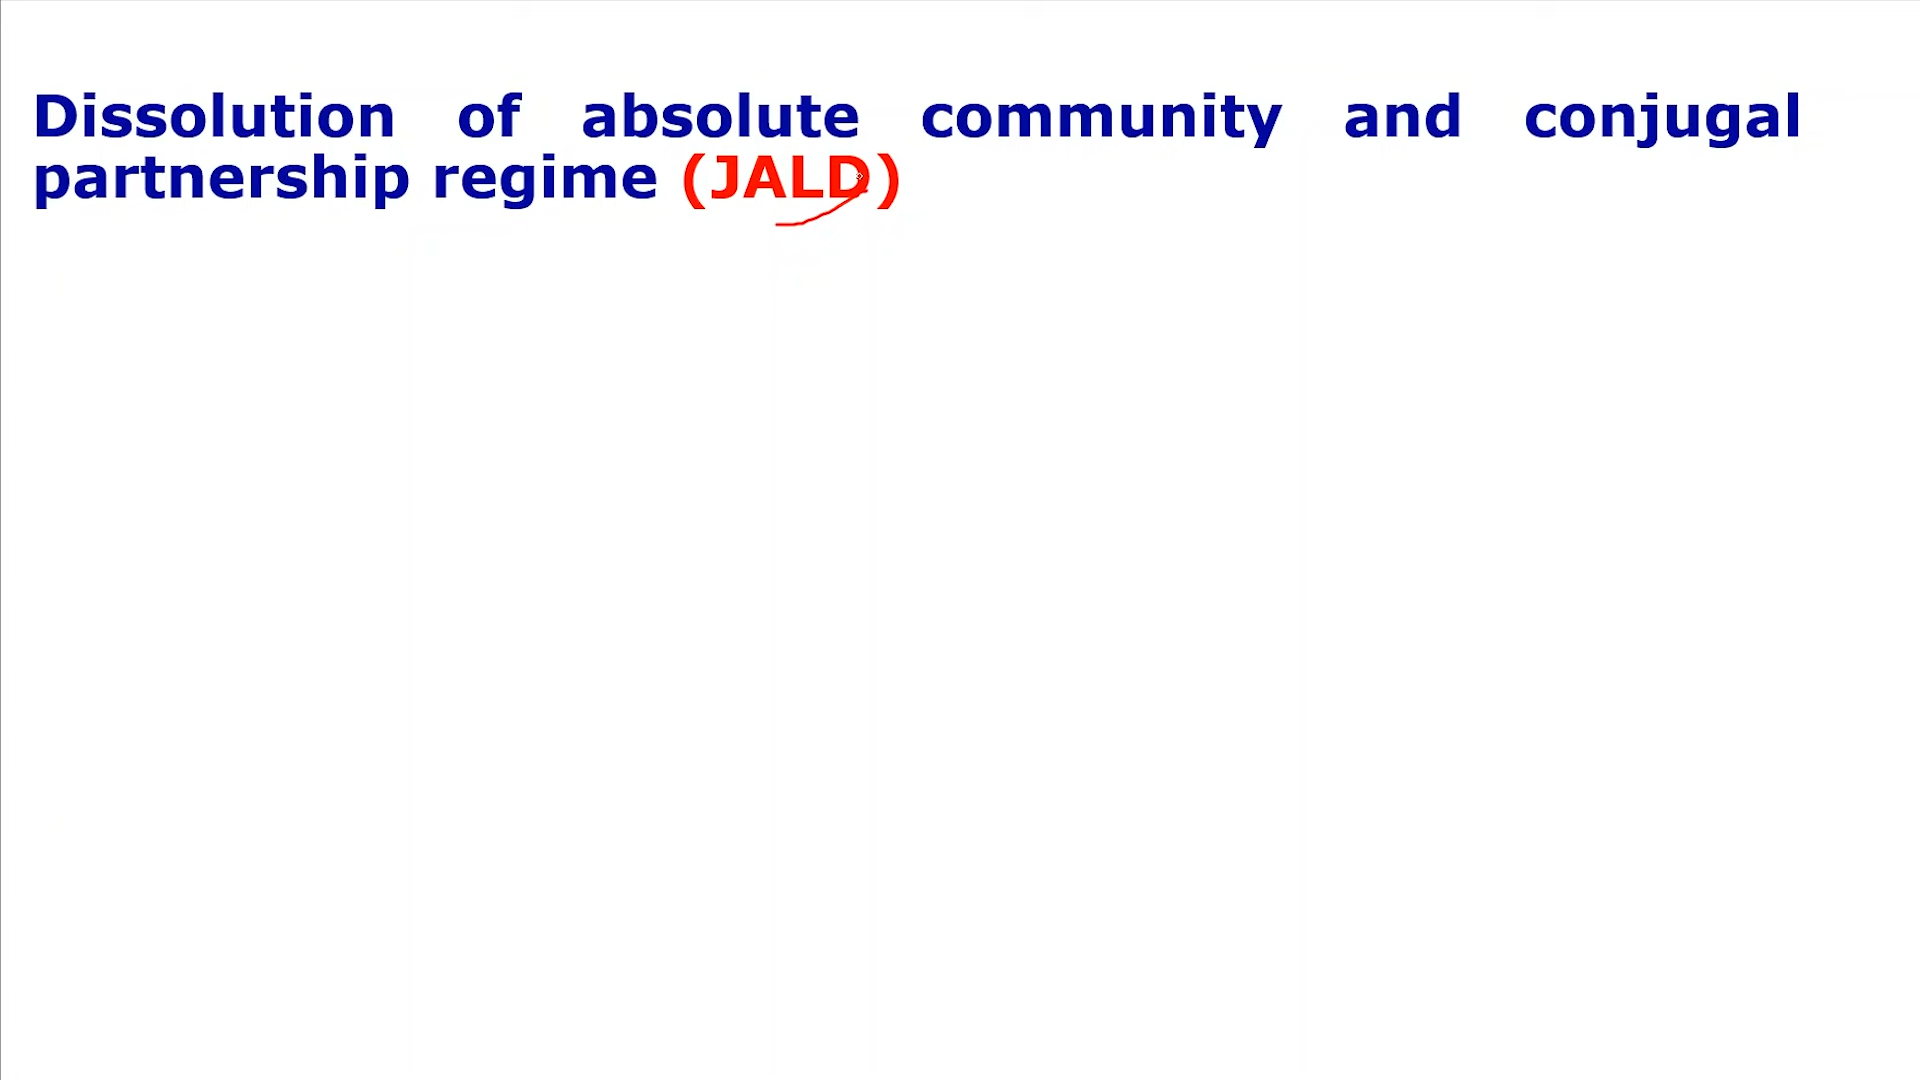 Dissolution of absolute community and conjugal
partnership regime (JALD)